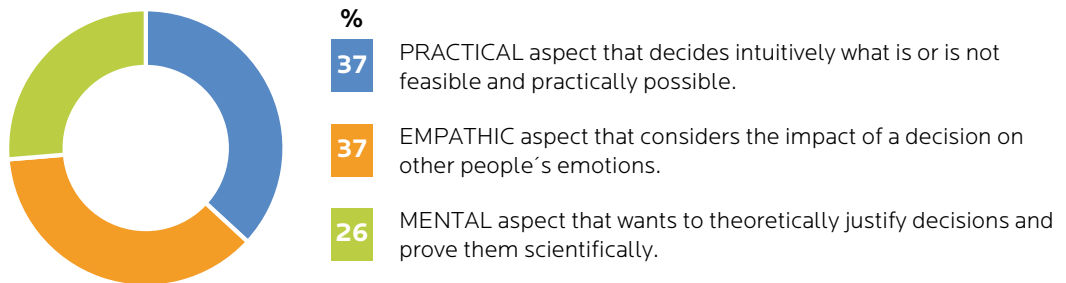 %
37 PRACTICAL aspect that decides intuitively what is or is not
feasible and practically possible.
37 EMPATHIC aspect that considers the impact of a decision on
other people´s emotions.
26 MENTAL aspect that wants to theoretically justify decisions and
prove them scientifically.